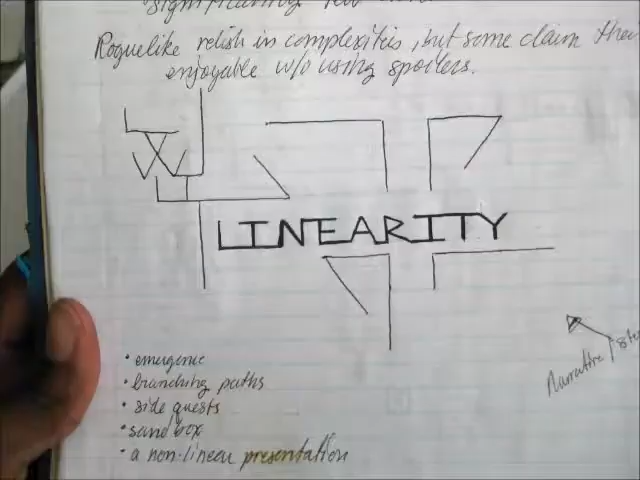 significantly
Roguelike relish in complexities, but some claim
enjoyable w/o using spoilers.
LINEARITY
• emergence
• branching paths
• side quests
• sandbox
• a non-linear presentation
Narrative